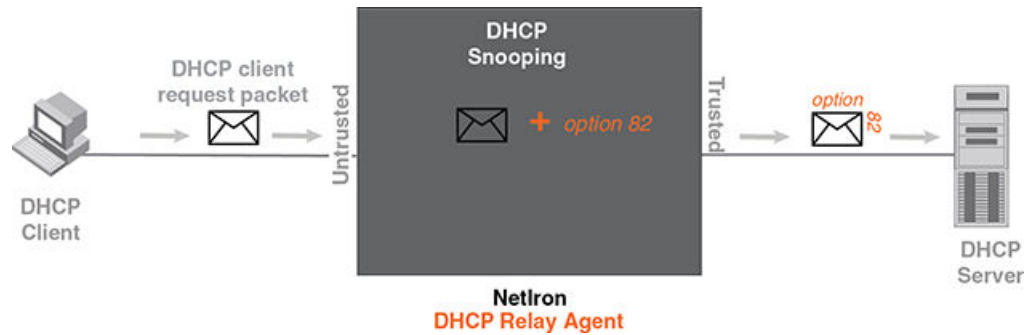 DHCP client
request packet
DHCP
Client
Untrusted
DHCP
Snooping
+ option 82
Trusted
option
82
DHCP
Server
NetIron
DHCP Relay Agent